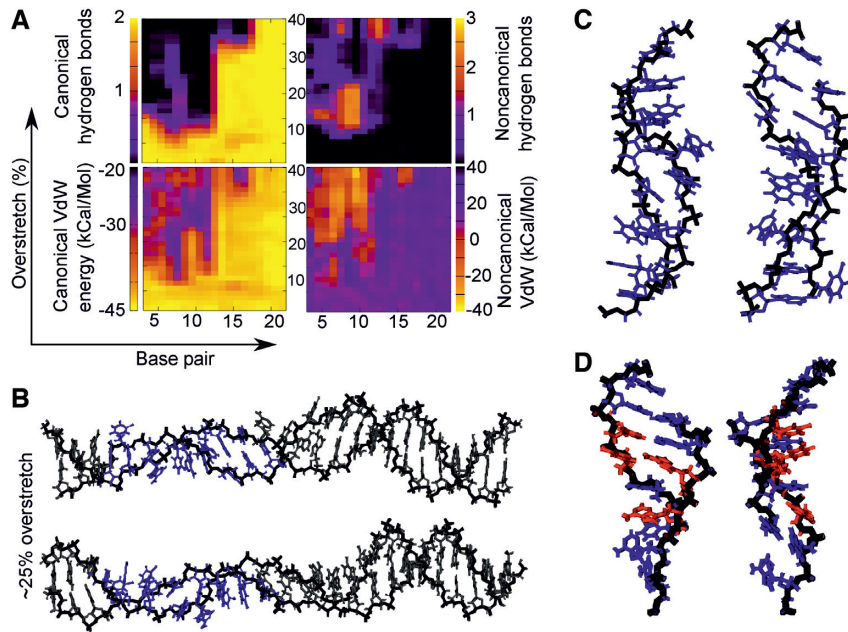 A
Overstretch (%)
Canonical
hydrogen bonds
2
1
40
30
20
10
3
2
1
0
Noncanonical
hydrogen bonds
Canonical VdW
energy (kCal/Mol)
-20
-30
-45
40
30
20
10
0
40
20
0
-20
-40
Noncanonical
VdW (kCal/Mol)
5 10 15 20
5 10 15 20
Base pair
B
~25% overstretch
C
D